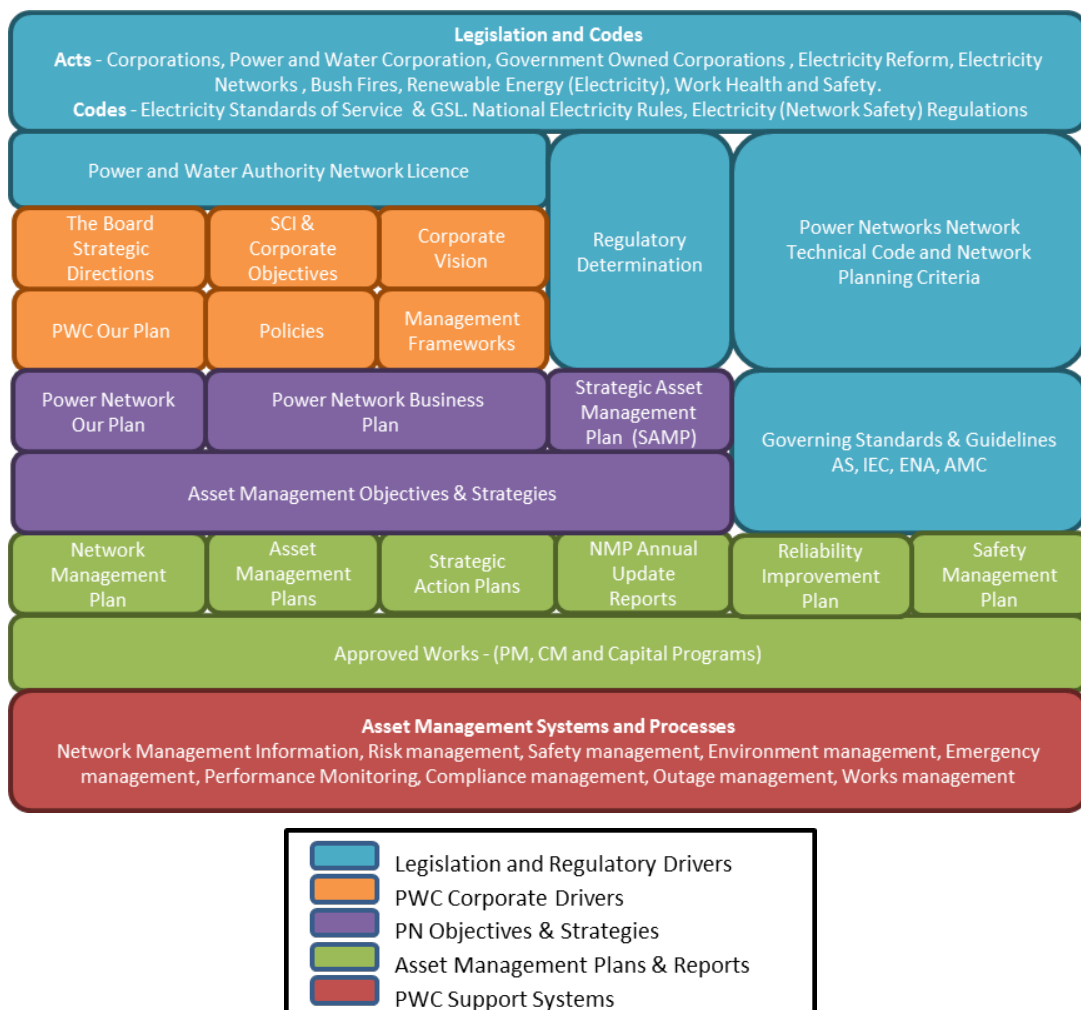 Legislation and Codes
Acts - Corporations, Power and Water Corporation, Government Owned Corporations , Electricity Reform, Electricity
Networks , Bush Fires, Renewable Energy (Electricity), Work Health and Safety.
Codes - Electricity Standards of Service & GSL. National Electricity Rules, Electricity (Network Safety) Regulations
Power and Water Authority Network Licence
Regulatory
Determination
Power Networks Network
Technical Code and Network
Planning Criteria
The Board
Strategic
Directions
SCI &
Corporate
Objectives
Corporate
Vision
PWC Our Plan
Policies
Management
Frameworks
Power Network
Our Plan
Power Network Business
Plan
Strategic Asset
Management
Plan (SAMP)
Governing Standards & Guidelines
AS, IEC, ENA, AMC
Asset Management Objectives & Strategies
Network
Management
Plan
Asset
Management
Plans
Strategic
Action Plans
NMP Annual
Update
Reports
Reliability
Improvement
Plan
Safety
Management
Plan
Approved Works - (PM, CM and Capital Programs)
Asset Management Systems and Processes
Network Management Information, Risk management, Safety management, Environment management, Emergency
management, Performance Monitoring, Compliance management, Outage management, Works management
Legislation and Regulatory Drivers
PWC Corporate Drivers
PN Objectives & Strategies
Asset Management Plans & Reports
PWC Support Systems